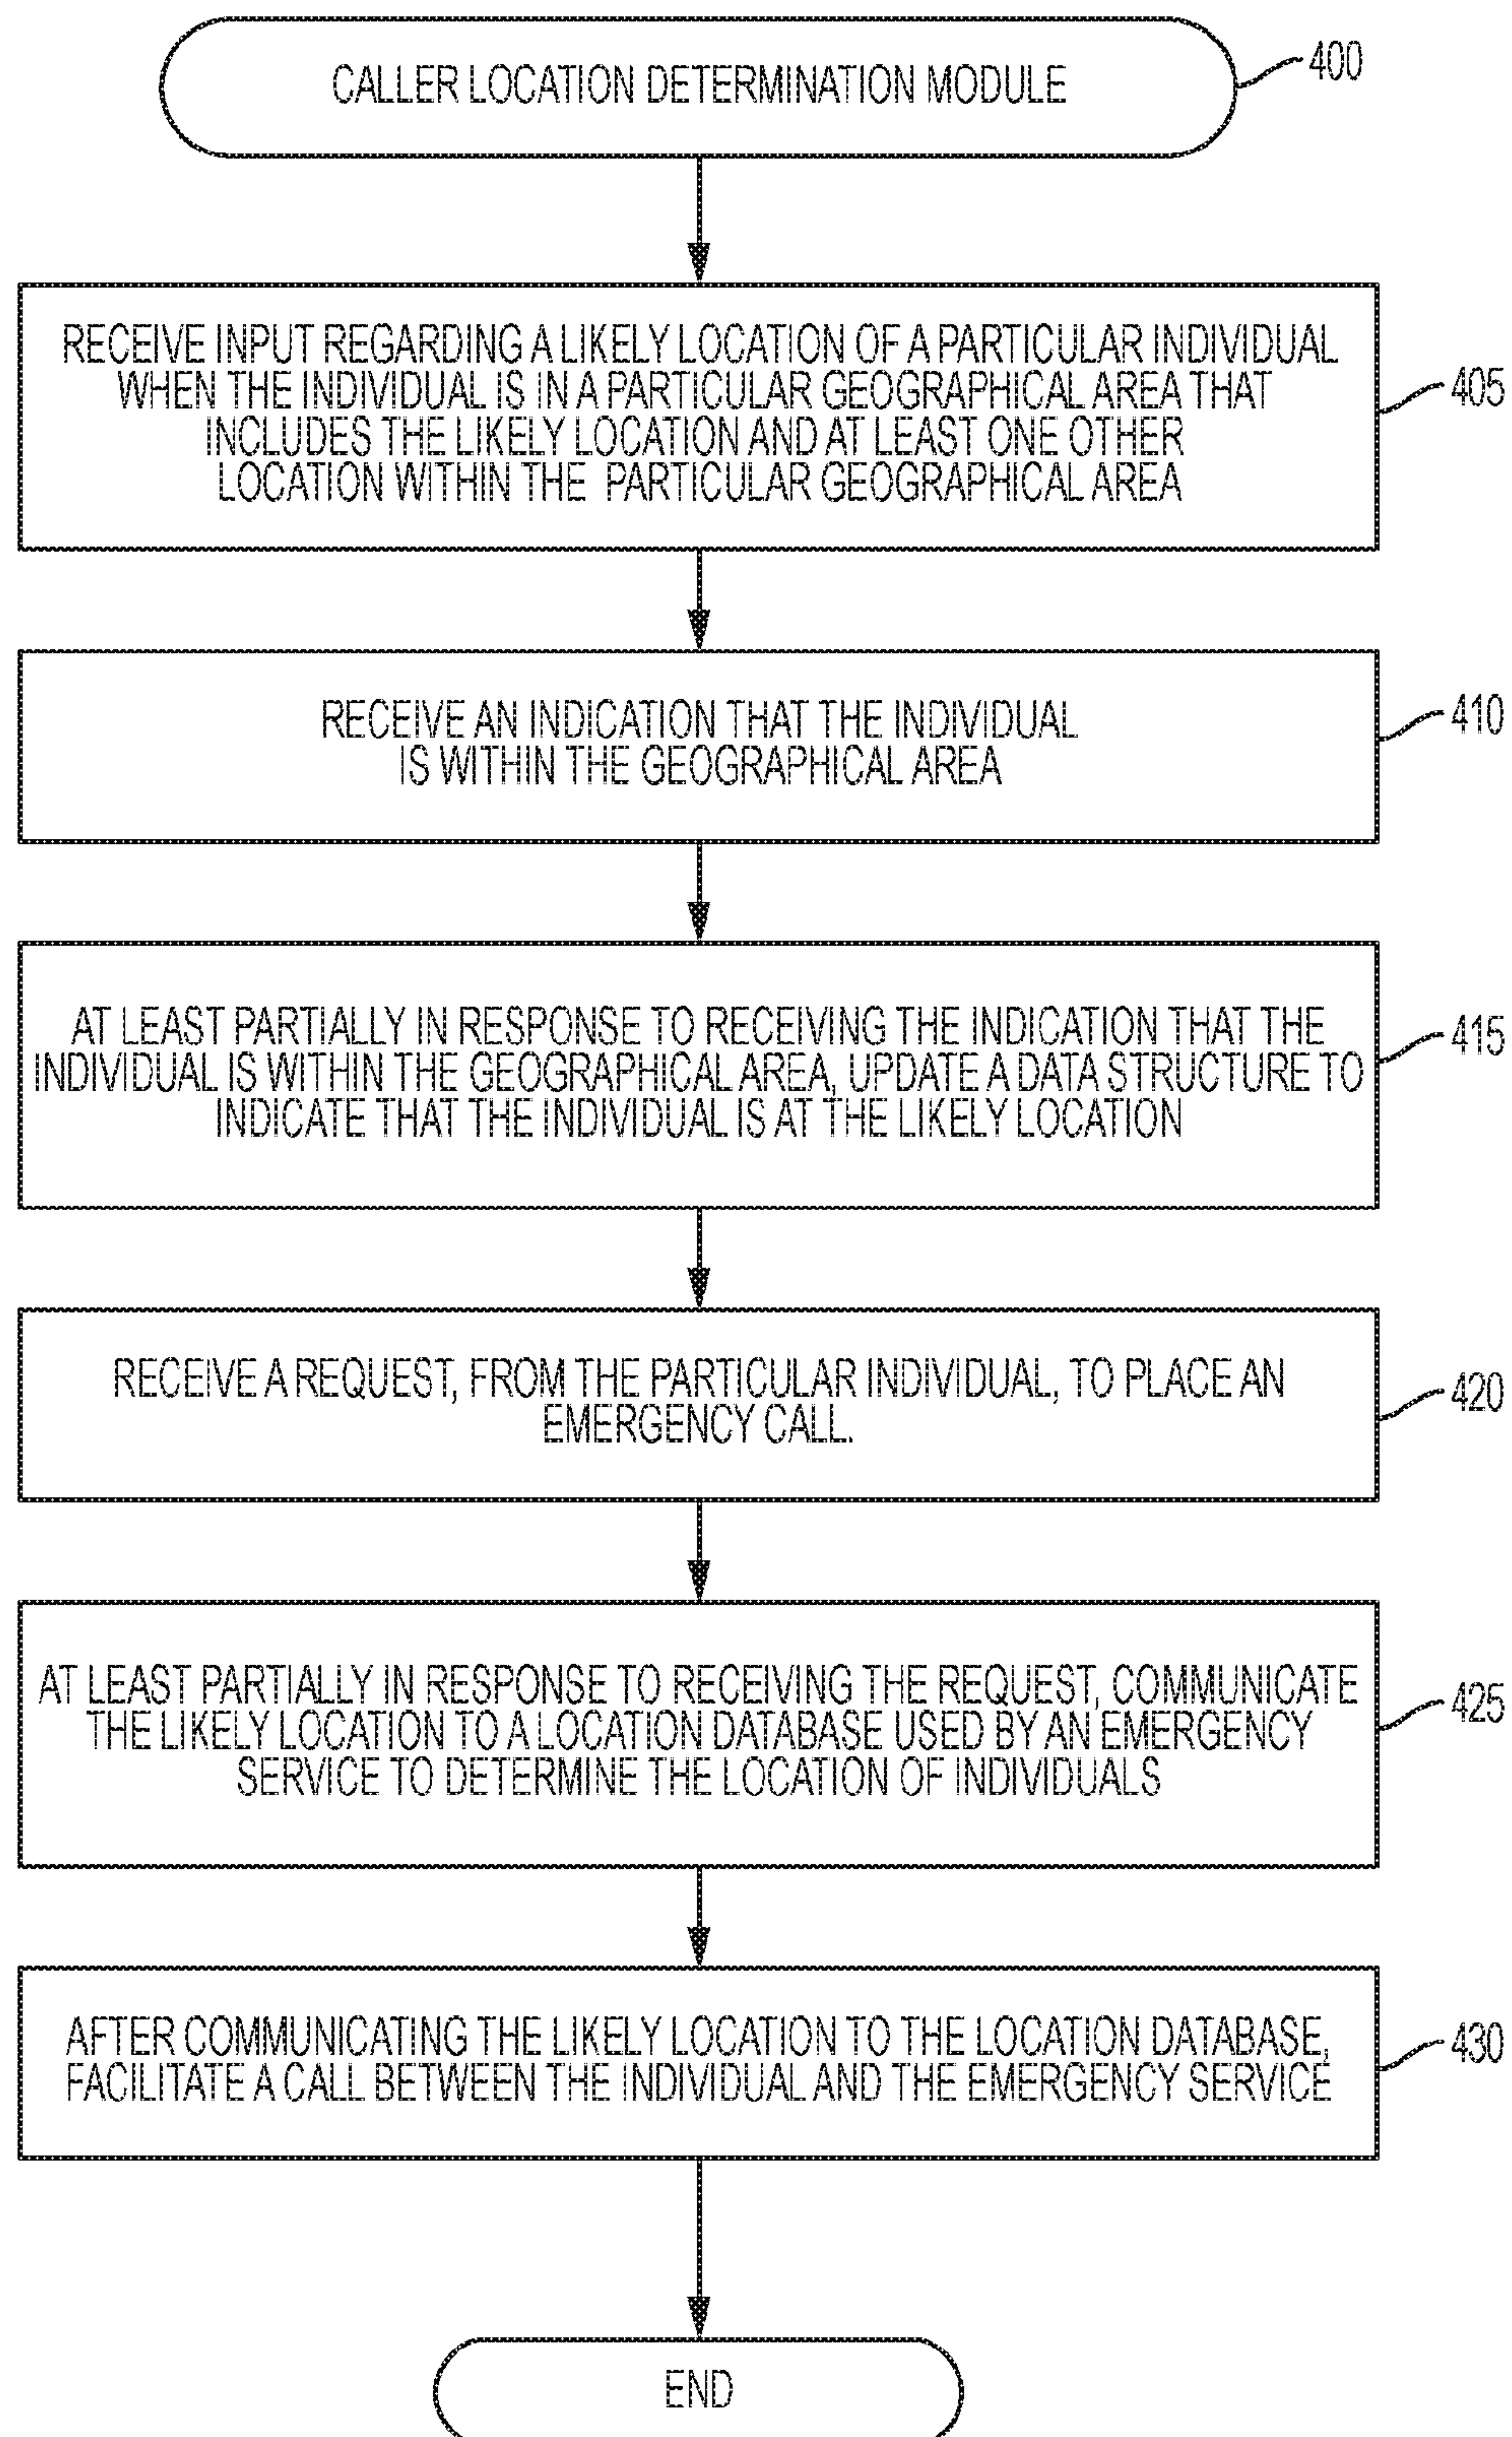 CALLER LOCATION DETERMINATION MODULE
400
RECEIVE INPUT REGARDING A LIKELY LOCATION OF A PARTICULAR INDIVIDUAL
WHEN THE INDIVIDUAL IS IN A PARTICULAR GEOGRAPHICAL AREA THAT
INCLUDES THE LIKELY LOCATION AND AT LEAST ONE OTHER
LOCATION WITHIN THE PARTICULAR GEOGRAPHICAL AREA
405
RECEIVE AN INDICATION THAT THE INDIVIDUAL
IS WITHIN THE GEOGRAPHICAL AREA
410
AT LEAST PARTIALLY IN RESPONSE TO RECEIVING THE INDICATION THAT THE
INDIVIDUAL IS WITHIN THE GEOGRAPHICAL AREA, UPDATE A DATA STRUCTURE TO
INDICATE THAT THE INDIVIDUAL IS AT THE LIKELY LOCATION
415
RECEIVE A REQUEST, FROM THE PARTICULAR INDIVIDUAL, TO PLACE AN
EMERGENCY CALL.
420
AT LEAST PARTIALLY IN RESPONSE TO RECEIVING THE REQUEST, COMMUNICATE
THE LIKELY LOCATION TO A LOCATION DATABASE USED BY AN EMERGENCY
SERVICE TO DETERMINE THE LOCATION OF INDIVIDUALS
425
AFTER COMMUNICATING THE LIKELY LOCATION TO THE LOCATION DATABASE,
FACILITATE A CALL BETWEEN THE INDIVIDUAL AND THE EMERGENCY SERVICE
430
END